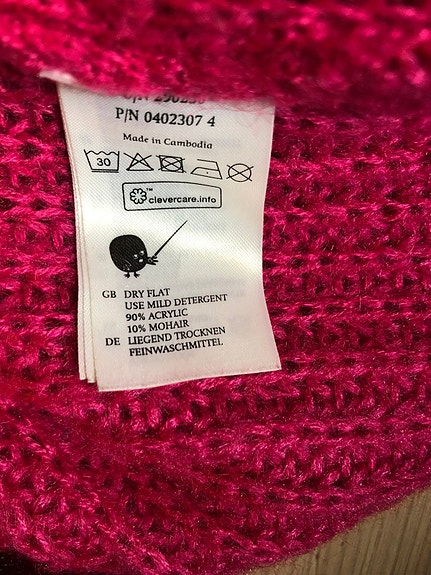 P/N 0402307 4
Made in Cambodia
30
™
clevercare.info
GB DRY FLAT
USE MILD DETERGENT
90% ACRYLIC
10% MOHAIR
DE LIEGEND TROCKNEN
FEINWASCHMITTEL